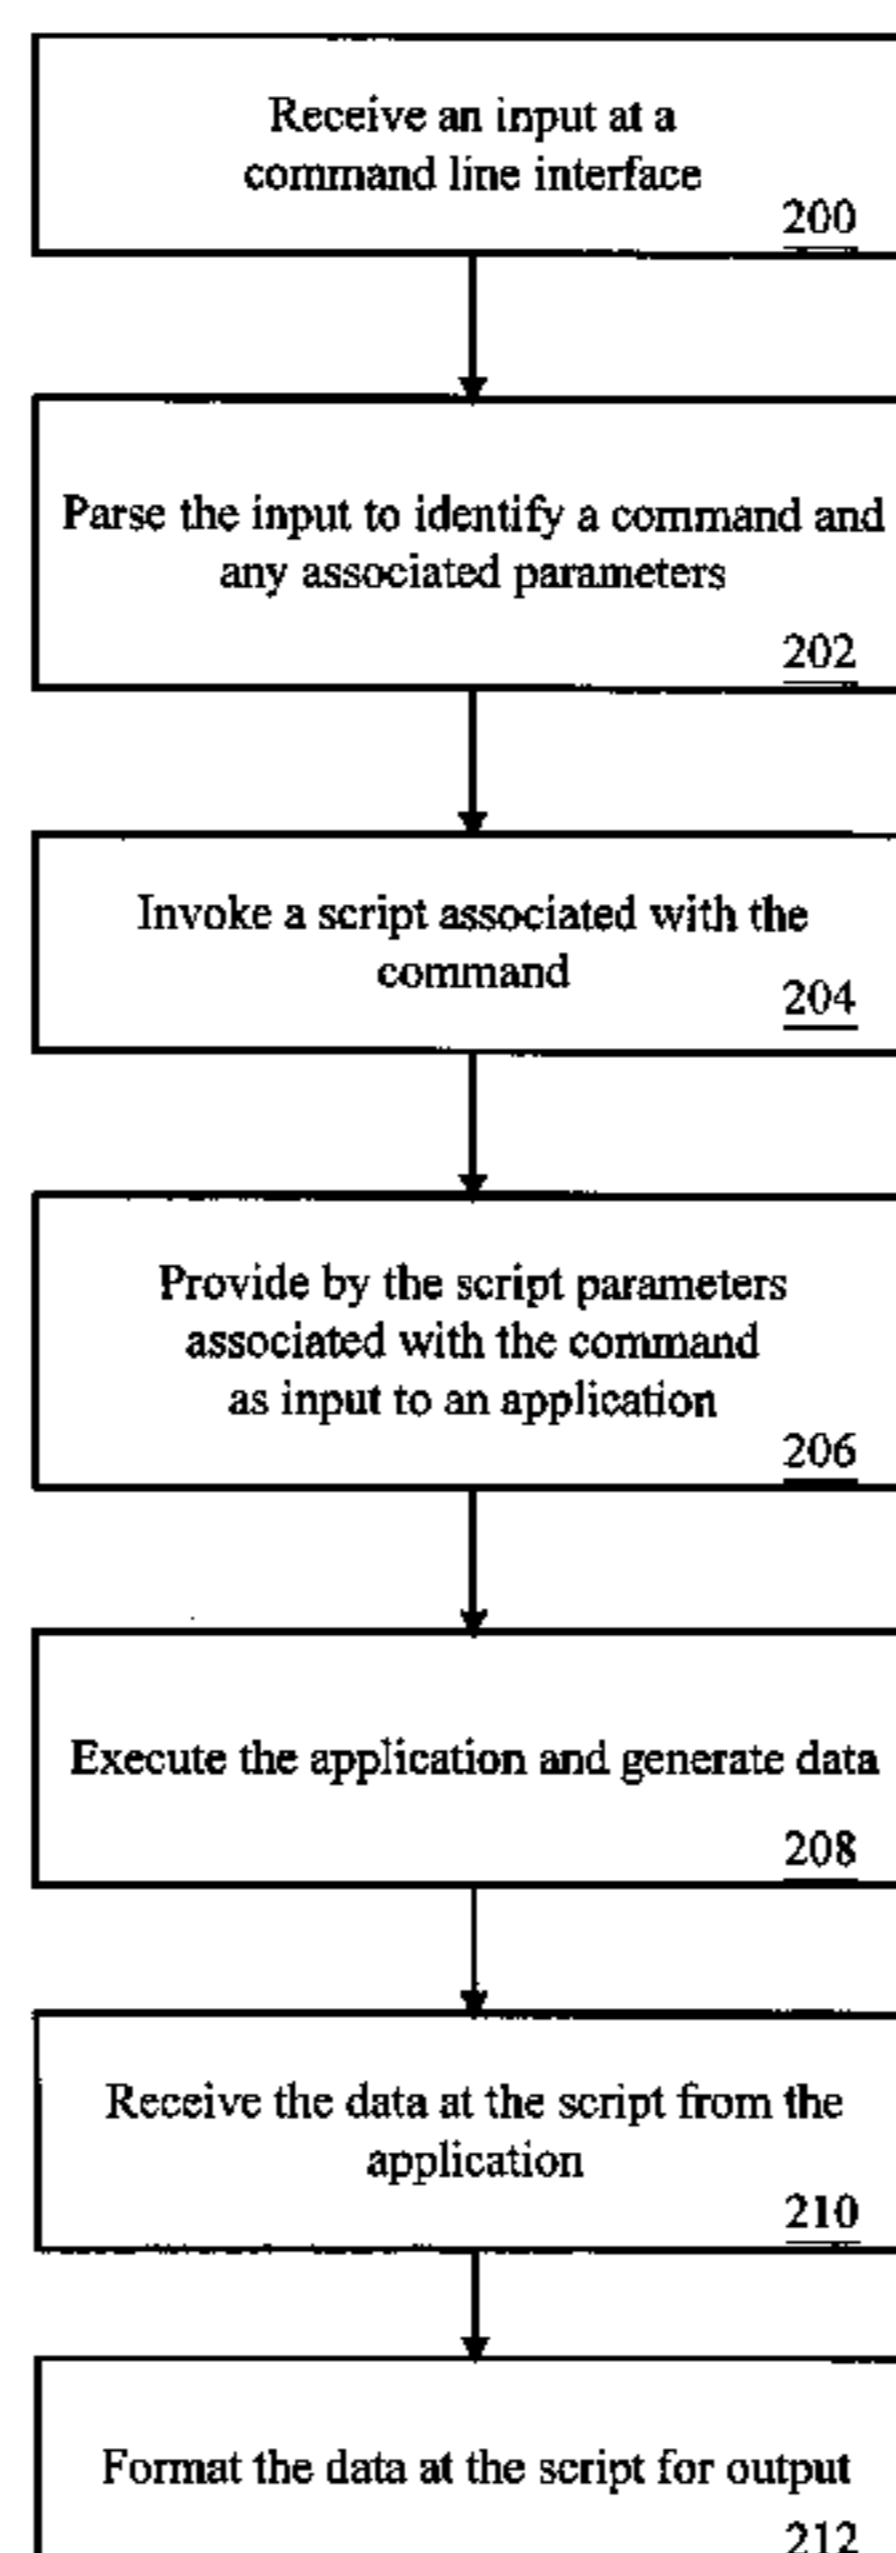 Receive an input at a
command line interface
200
Parse the input to identify a command and
any associated parameters
202
Invoke a script associated with the
command
204
Provide by the script parameters
associated with the command
as input to an application
206
Execute the application and generate data
208
Receive the data at the script from the
application
210
Format the data at the script for output
212